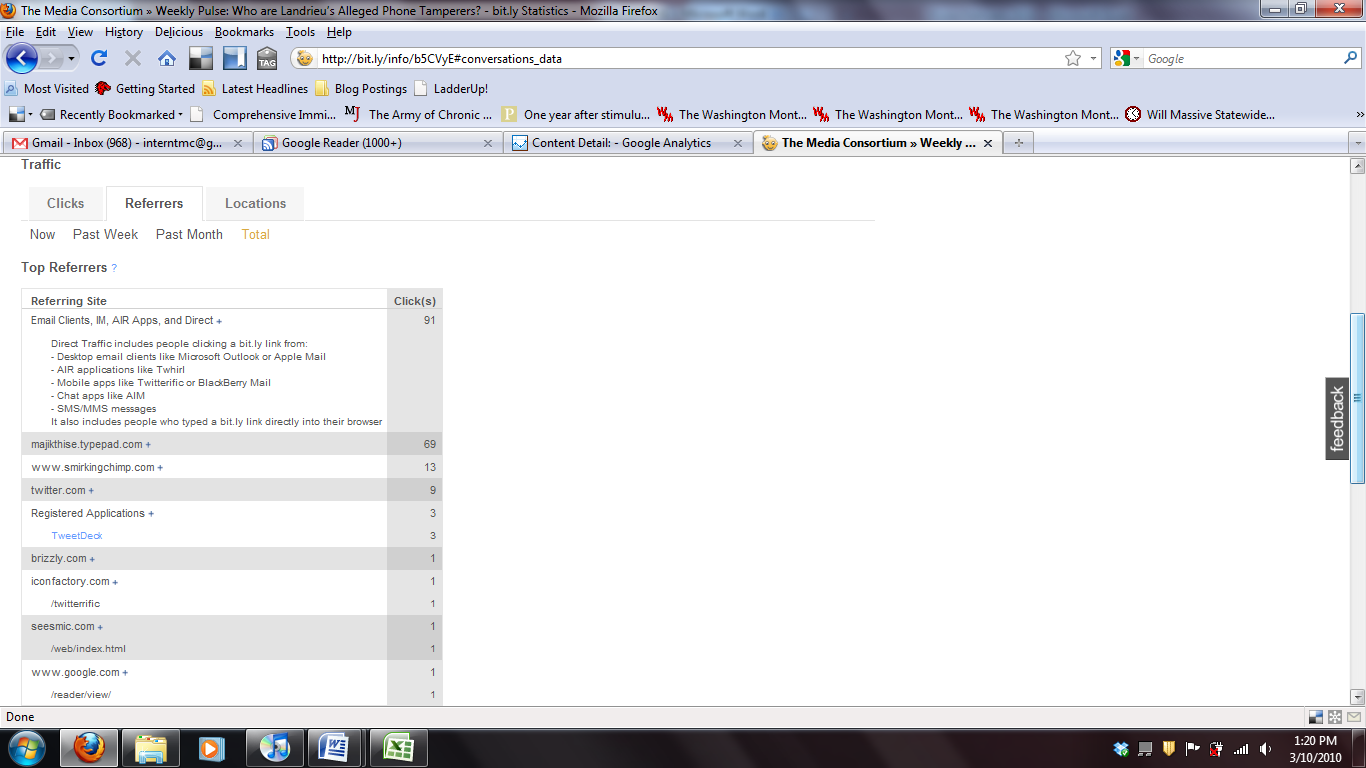 The Media Consortium » Weekly Pulse: Who are Landrieu's Alleged Phone Tamperers? - bit.ly Statistics - Mozilla Firefox
File Edit View History Delicious Bookmarks Tools Help
TAG http://bit.ly/info/b5CVyE#conversations_data Google
Most Visited Getting Started Latest Headlines Blog Postings LadderUp!
Recently Bookmarked Comprehensive Immi... MJ The Army of Chronic ... P One year after stimulu... The Washington Mont... The Washington Mont... The Washington Mont... Will Massive Statewide... »
Gmail - Inbox (968) - interntmc@g... Google Reader (1000+) Content Detail: - Google Analytics The Media Consortium » Weekly ...
Traffic
Clicks Referrers Locations
Now Past Week Past Month Total
Top Referrers ?
Referring Site Click(s)
Email Clients, IM, AIR Apps, and Direct + 91
Direct Traffic includes people clicking a bit.ly link from:
- Desktop email clients like Microsoft Outlook or Apple Mail
- AIR applications like Twhirl
- Mobile apps like Twitterific or BlackBerry Mail
- Chat apps like AIM
- SMS/MMS messages
It also includes people who typed a bit.ly link directly into their browser
majikthise.typepad.com + 69
www.smirkingchimp.com + 13
twitter.com + 9
Registered Applications + 3
TweetDeck 3
brizzly.com + 1
iconfactory.com + 1
/twitterrific 1
seesmic.com + 1
/web/index.html 1
www.google.com + 1
/reader/view/ 1
feedback
Done
1:20 PM
3/10/2010